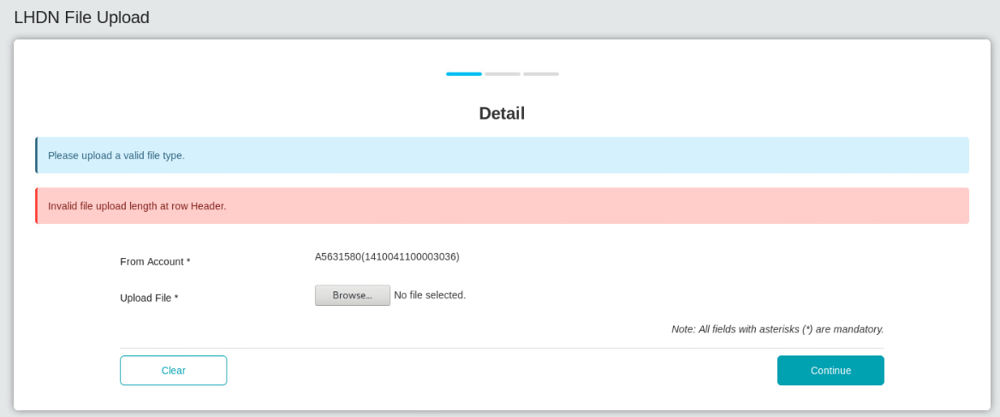 LHDN File Upload
Detail
Please upload a valid file type.
Invalid file upload length at row Header.
From Account * A5631580(1410041100003036)
Upload File * Browse... No file selected.
Note: All fields with asterisks (*) are mandatory.
Clear Continue